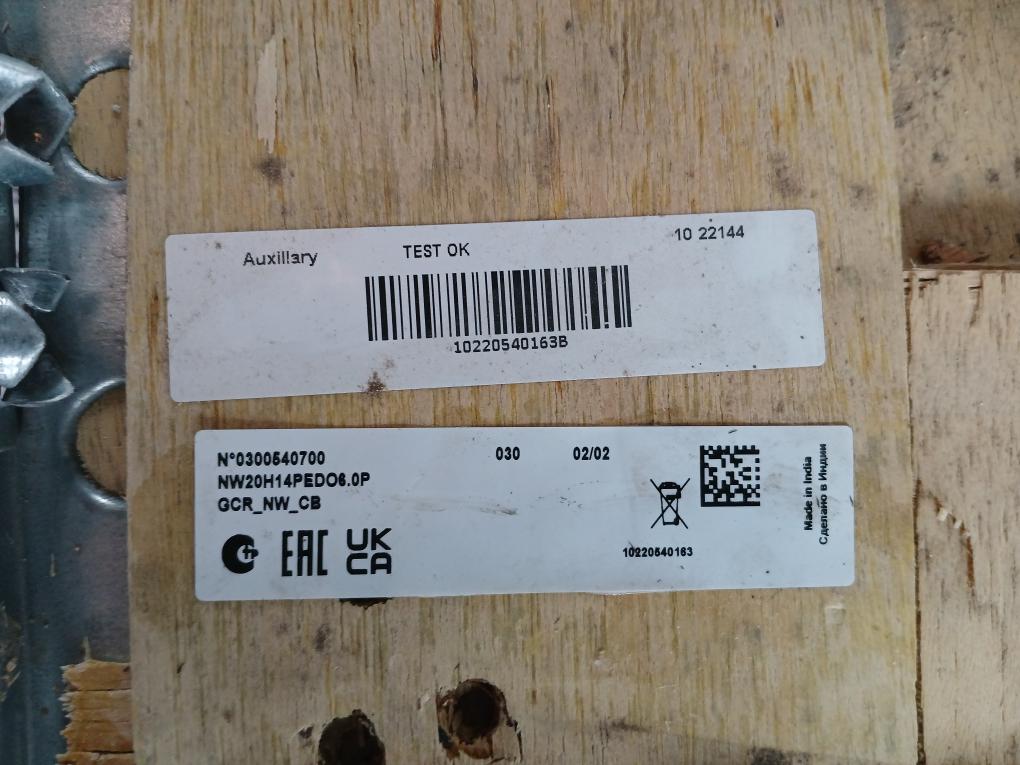 Auxiliary
TEST OK
10 22144
10220540163B
N°0300540700
030
02/02
NW20H14PEDO6.0P
GCR_NW_CB
EAC
UK
CA
10220540163
Made in India
Сделано в Индии